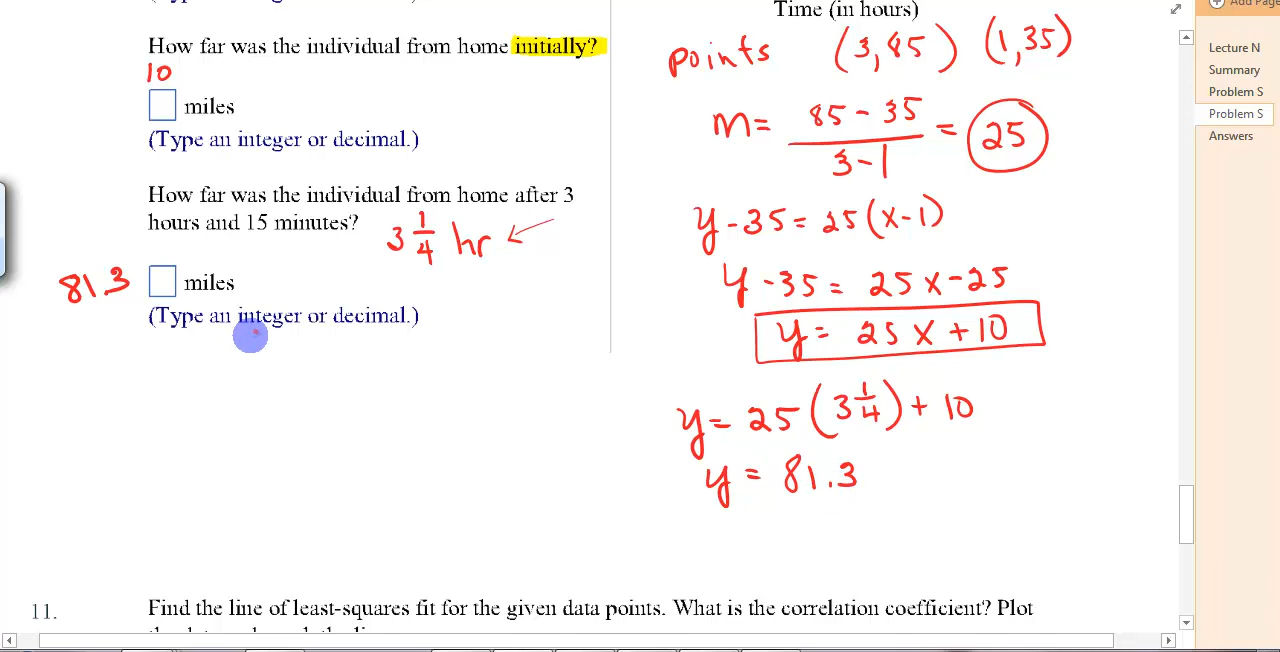 Time (in hours)
Add Page
How far was the individual from home initially?
10
miles
(Type an integer or decimal.)
How far was the individual from home after 3
hours and 15 minutes?
3 1/4 hr
81.3
miles
(Type an integer or decimal.)
points (3,85) (1,35)
m= 85-35 / 3-1 = 25
y-35=25(x-1)
y-35= 25x-25
y= 25x+10
y= 25(3 1/4)+10
y= 81.3
11. Find the line of least-squares fit for the given data points. What is the correlation coefficient? Plot
Lecture N
Summary
Problem S
Problem S
Answers